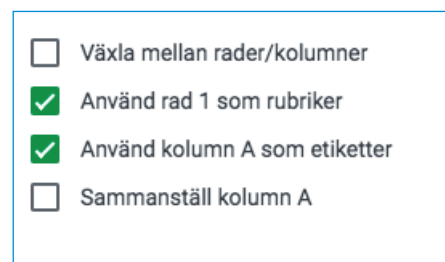 Växla mellan rader/kolumner
Använd rad 1 som rubriker
Använd kolumn A som etiketter
Sammanställ kolumn A